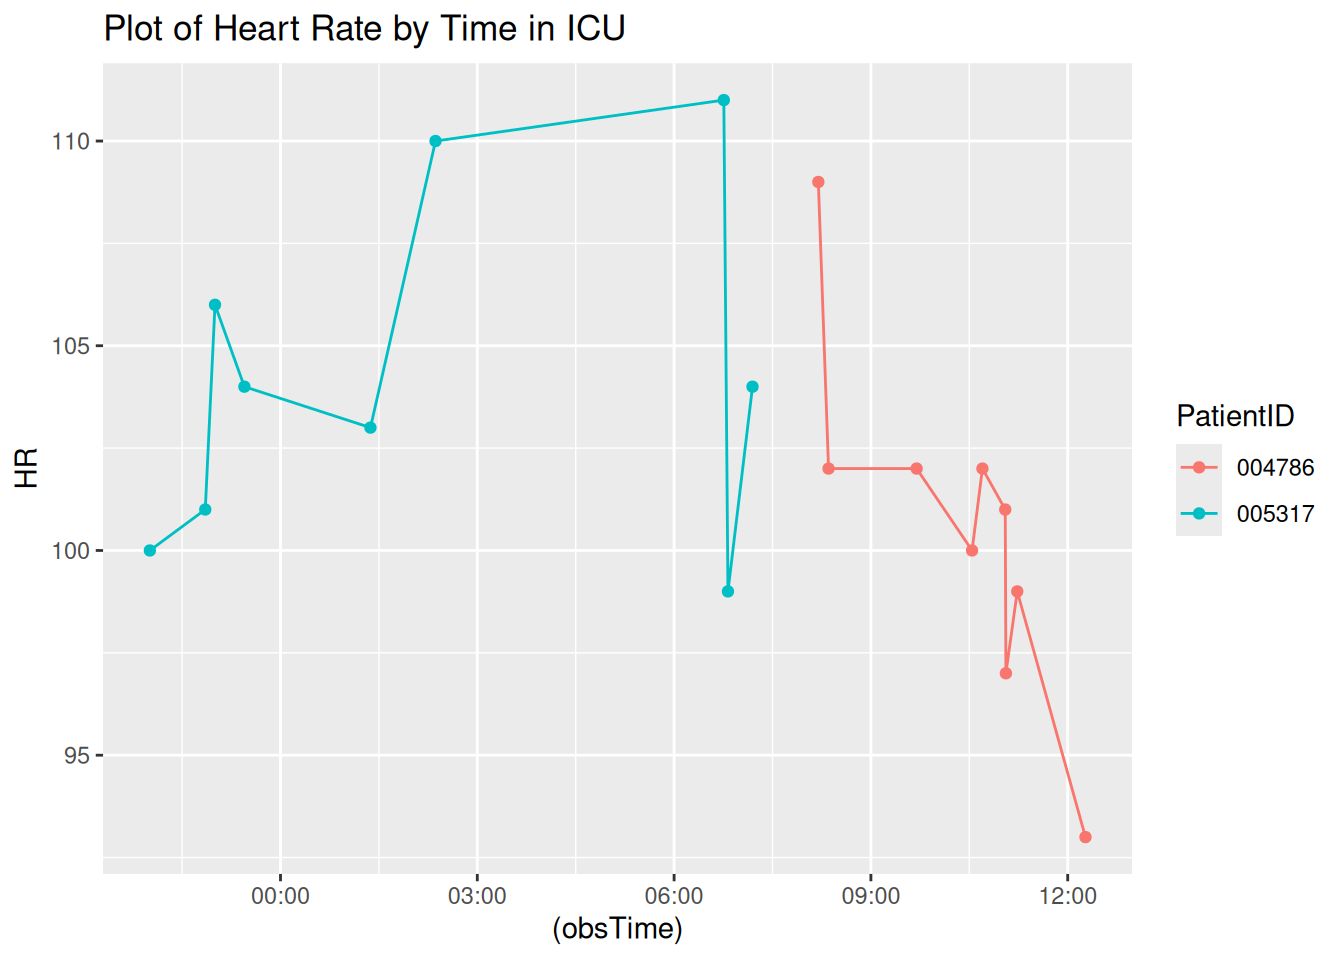 Plot of Heart Rate by Time in ICU
110
105
100
95
HR
00:00 03:00 06:00 09:00 12:00
(obsTime)
PatientID
004786
005317